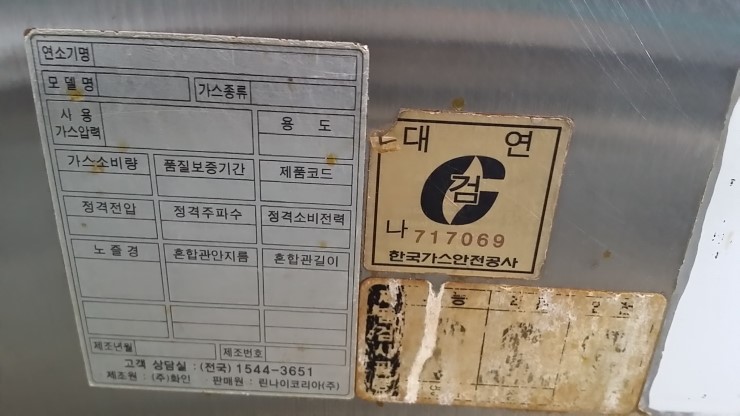 연소기명
모델명 가스종류
사용가스압력 용도
가스소비량 품질보증기간 제품코드
정격전압 정격주파수 정격소비전력
노즐경 혼합관안지름 혼합관길이
제조년월 제조번호
고객 상담실 : (전국) 1544-3651
제조원 : (주)화인 판매원 : 린나이코리아(주)
대 연
검
나 717069
한국가스안전공사